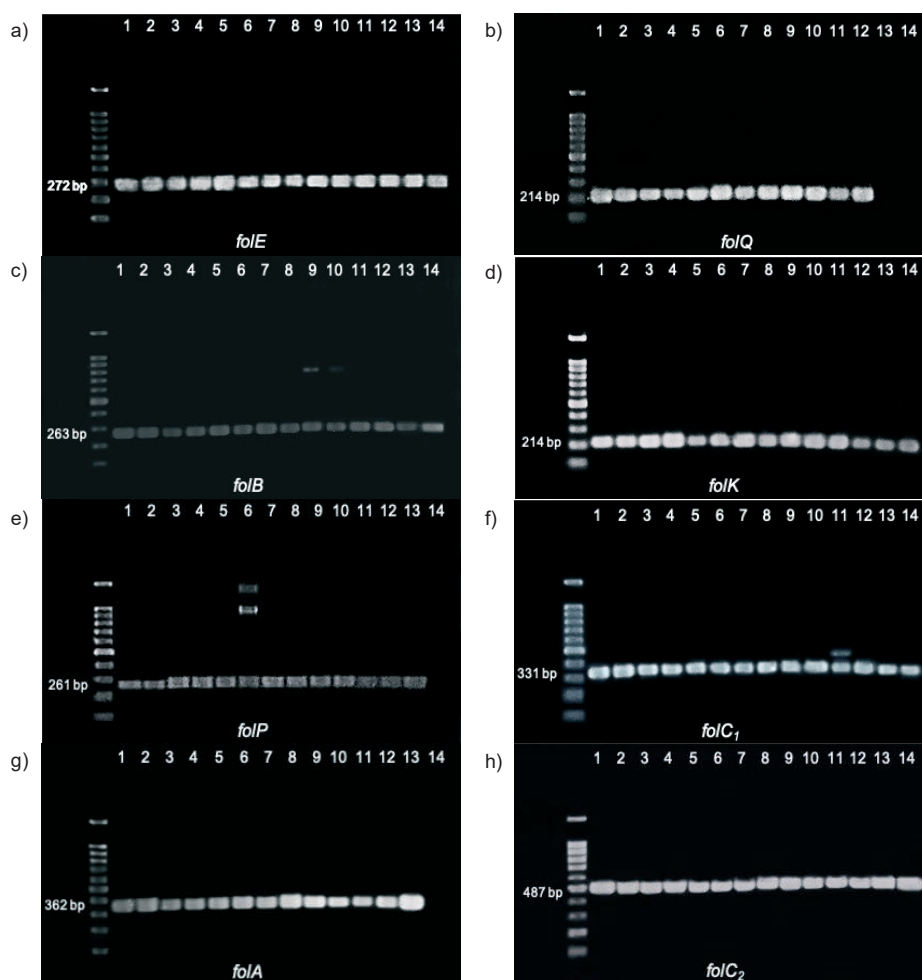 a)
1 2 3 4 5 6 7 8 9 10 11 12 13 14
272 bp
folE
b)
1 2 3 4 5 6 7 8 9 10 11 12 13 14
214 bp
folQ
c)
1 2 3 4 5 6 7 8 9 10 11 12 13 14
263 bp
folB
d)
1 2 3 4 5 6 7 8 9 10 11 12 13 14
214 bp
folK
e)
1 2 3 4 5 6 7 8 9 10 11 12 13 14
261 bp
folP
f)
1 2 3 4 5 6 7 8 9 10 11 12 13 14
331 bp
folC₁
g)
1 2 3 4 5 6 7 8 9 10 11 12 13 14
362 bp
folA
h)
1 2 3 4 5 6 7 8 9 10 11 12 13 14
487 bp
folC₂